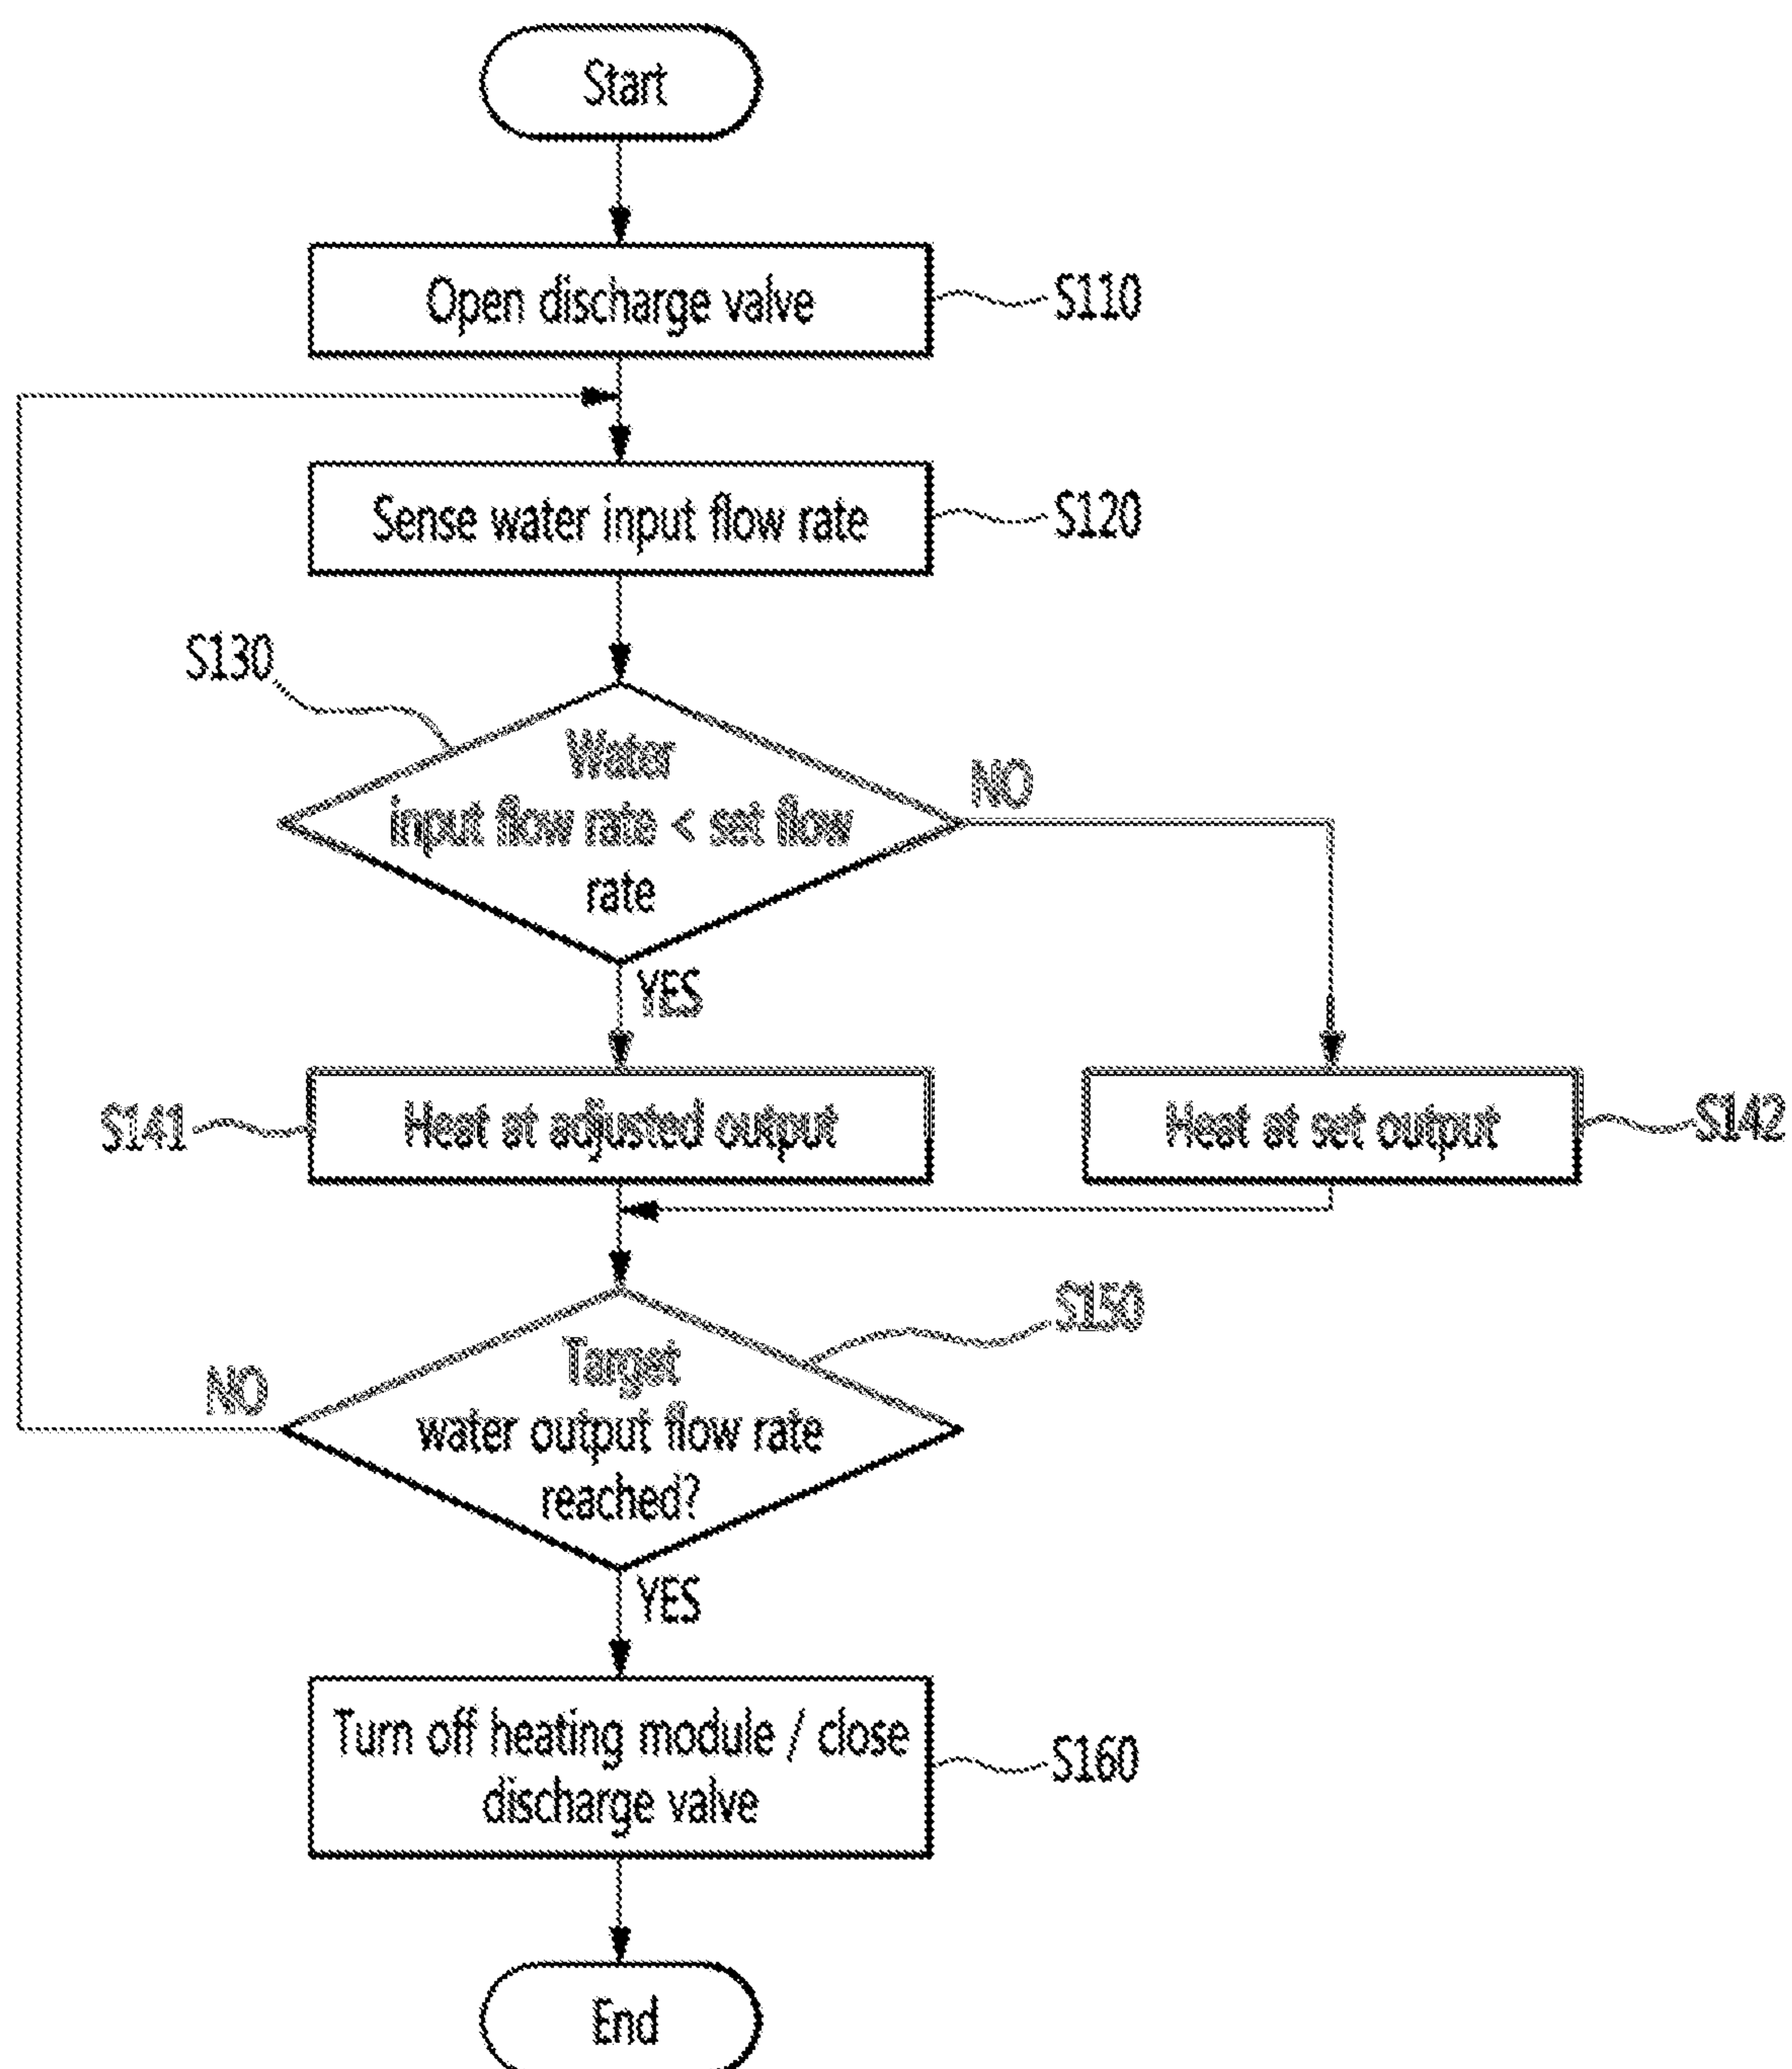 Start
Open discharge valve
S110
Sense water input flow rate
S120
S130
Water
input flow rate < set flow
rate
NO
YES
S141
Heat at adjusted output
Heat at set output
S142
S150
Target
water output flow rate
reached?
NO
YES
Turn off heating module / close
discharge valve
S160
End